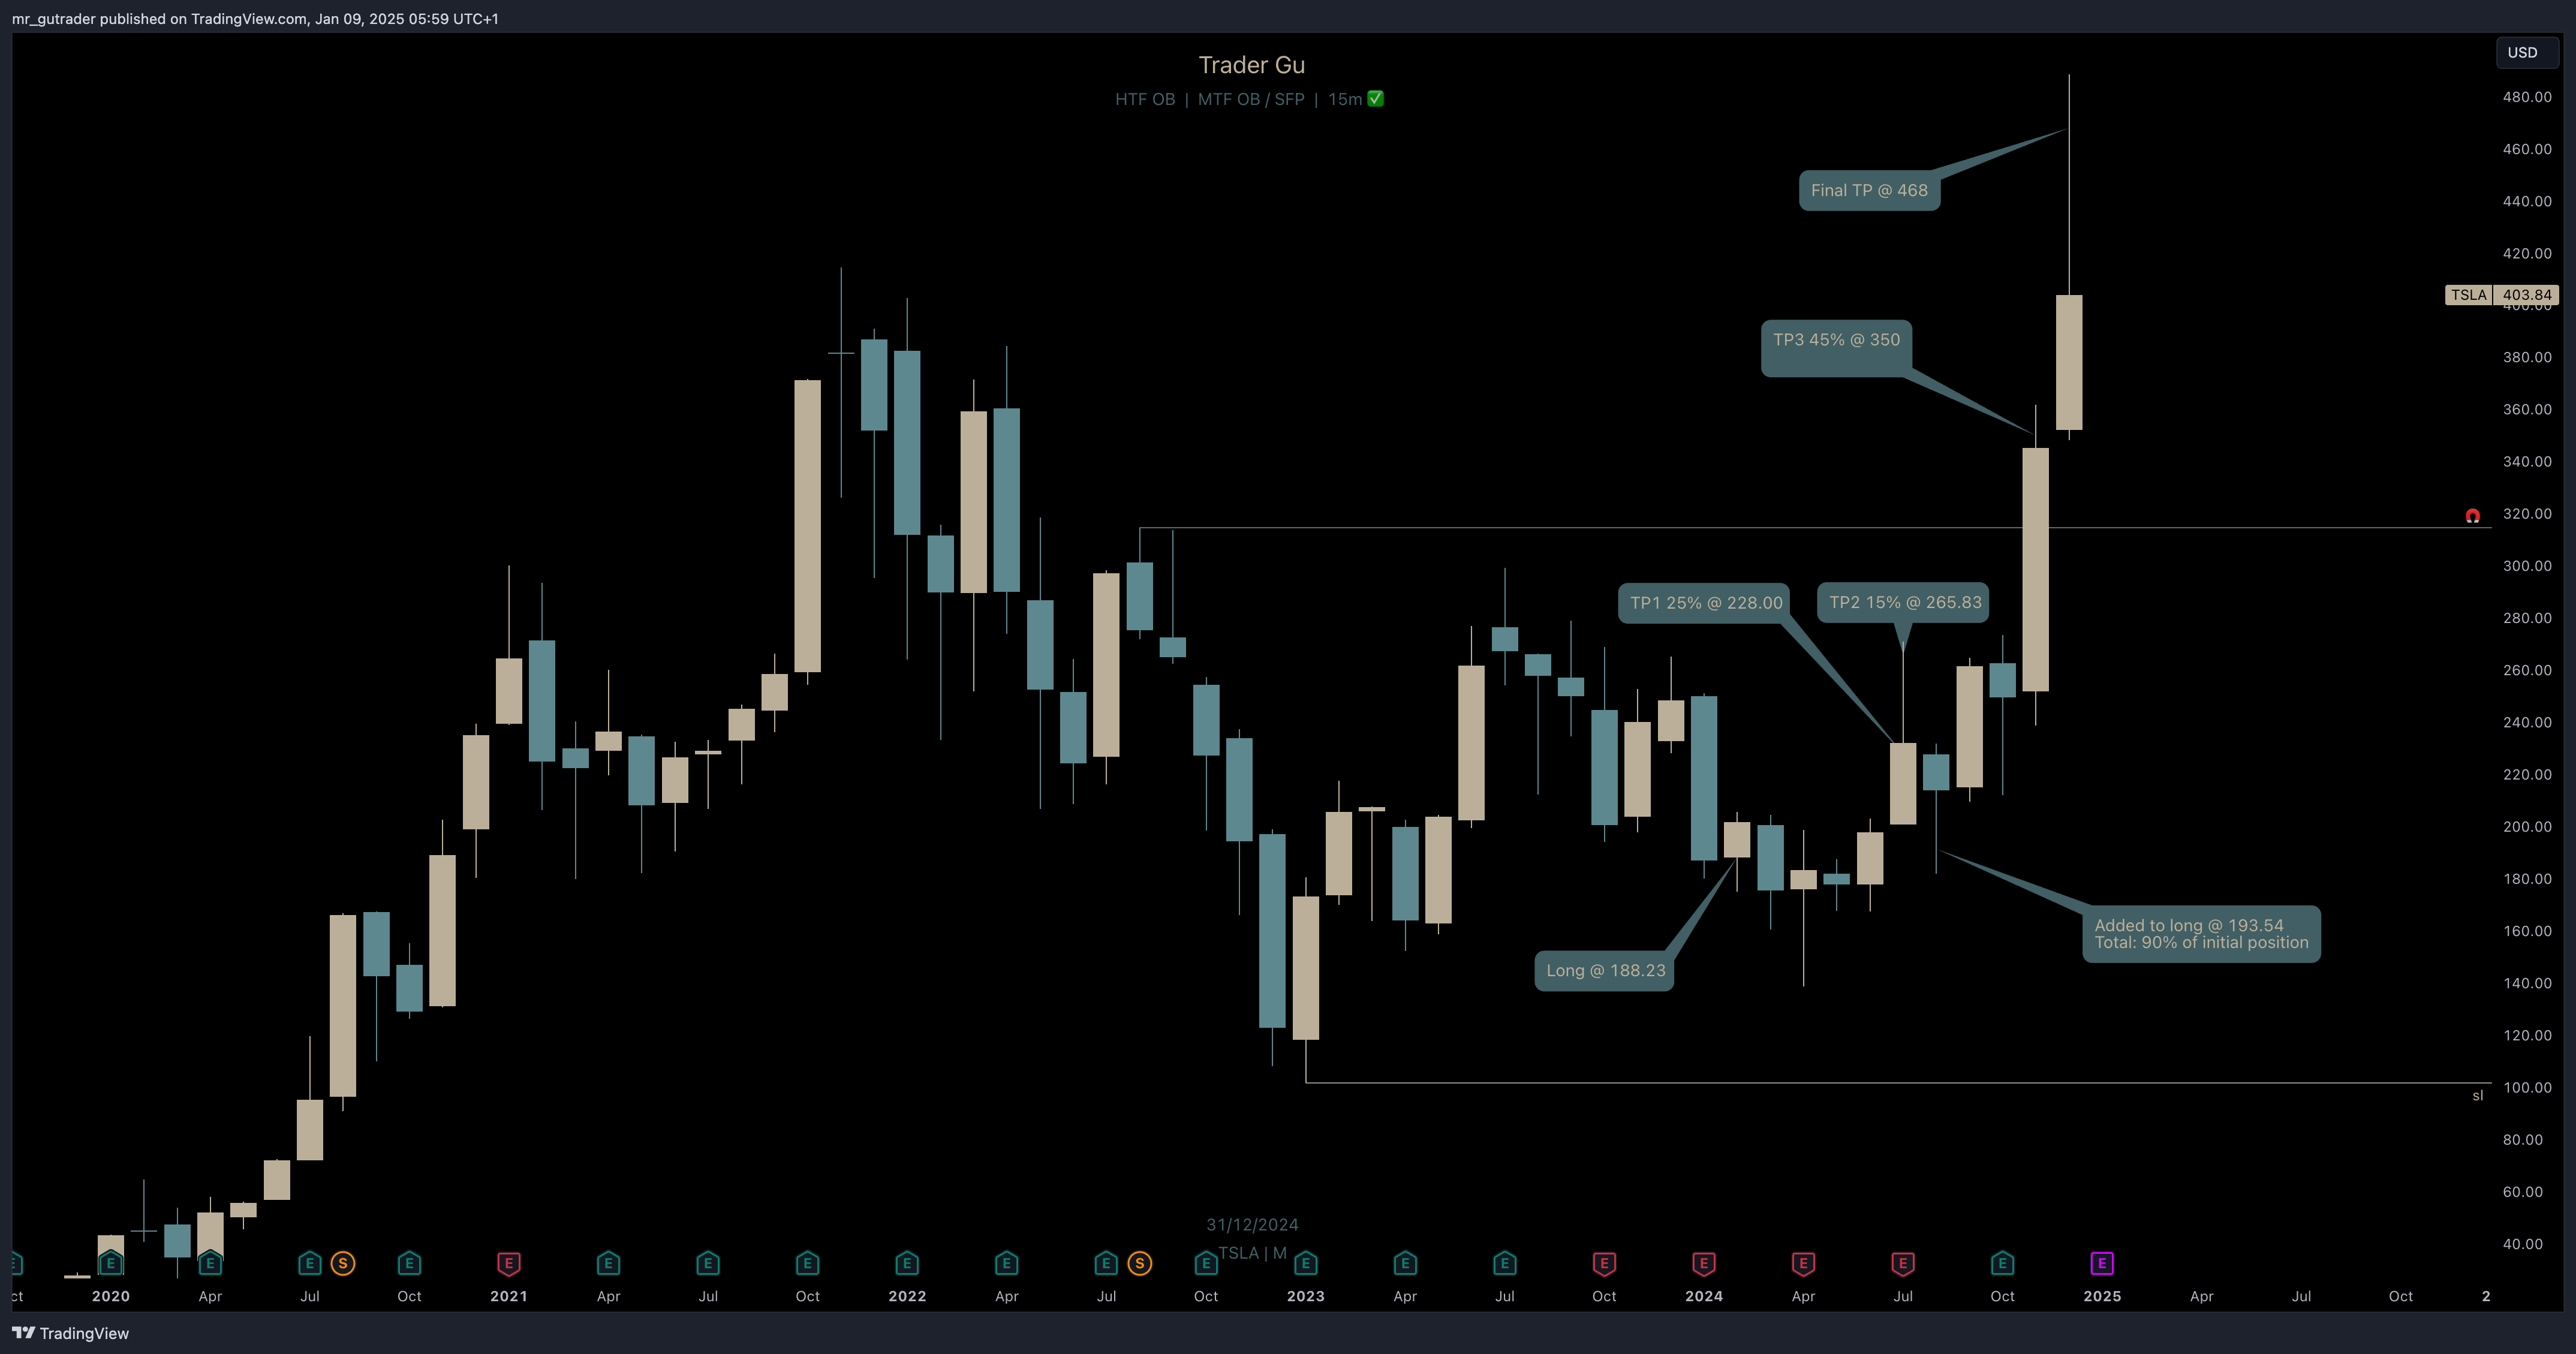 mr_gutrader published on TradingView.com, Jan 09, 2025 05:59 UTC+1
Trader Gu
HTF OB | MTF OB / SFP | 15m ✅
USD
480.00
460.00
Final TP @ 468
440.00
420.00
TSLA 403.84
400.00
TP3 45% @ 350
380.00
360.00
340.00
320.00
300.00
TP1 25% @ 228.00
TP2 15% @ 265.83
280.00
260.00
240.00
220.00
200.00
180.00
Added to long @ 193.54
Total: 90% of initial position
160.00
Long @ 188.23
140.00
120.00
100.00
sl
80.00
60.00
31/12/2024
40.00
TSLA | M
E E E E S E E E E E E E E S E E E E E E E E E E E
ct 2020 Apr Jul Oct 2021 Apr Jul Oct 2022 Apr Jul Oct 2023 Apr Jul Oct 2024 Apr Jul Oct 2025 Apr Jul Oct 2
TradingView